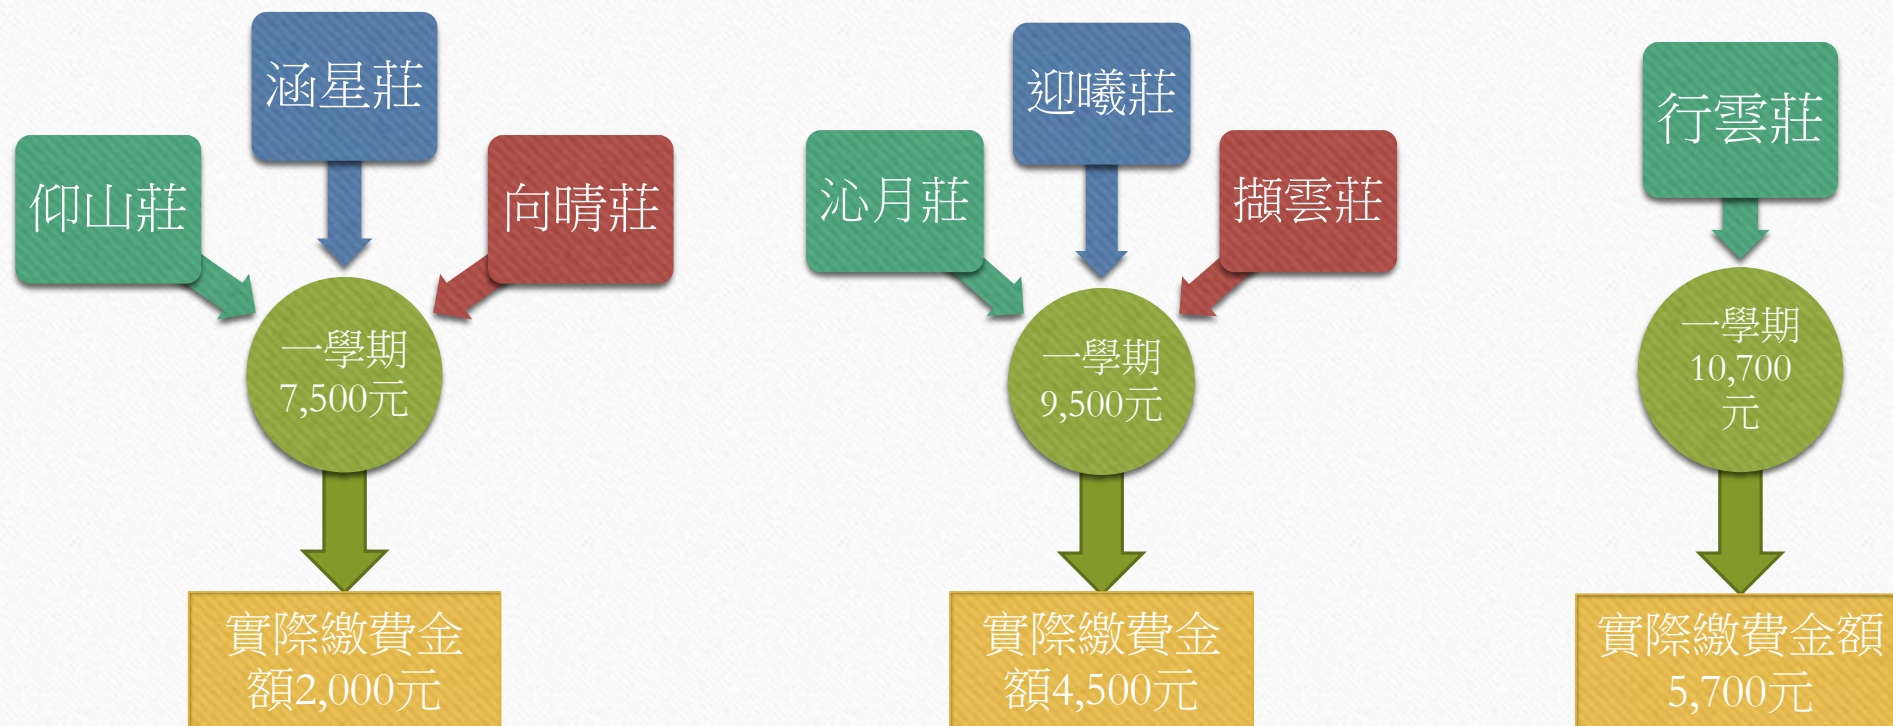 涵星莊
仰山莊
向晴莊
一學期
7,500元
實際繳費金
額2,000元
迎曦莊
沁月莊
擷雲莊
一學期
9,500元
實際繳費金
額4,500元
行雲莊
一學期
10,700
元
實際繳費金額
5,700元